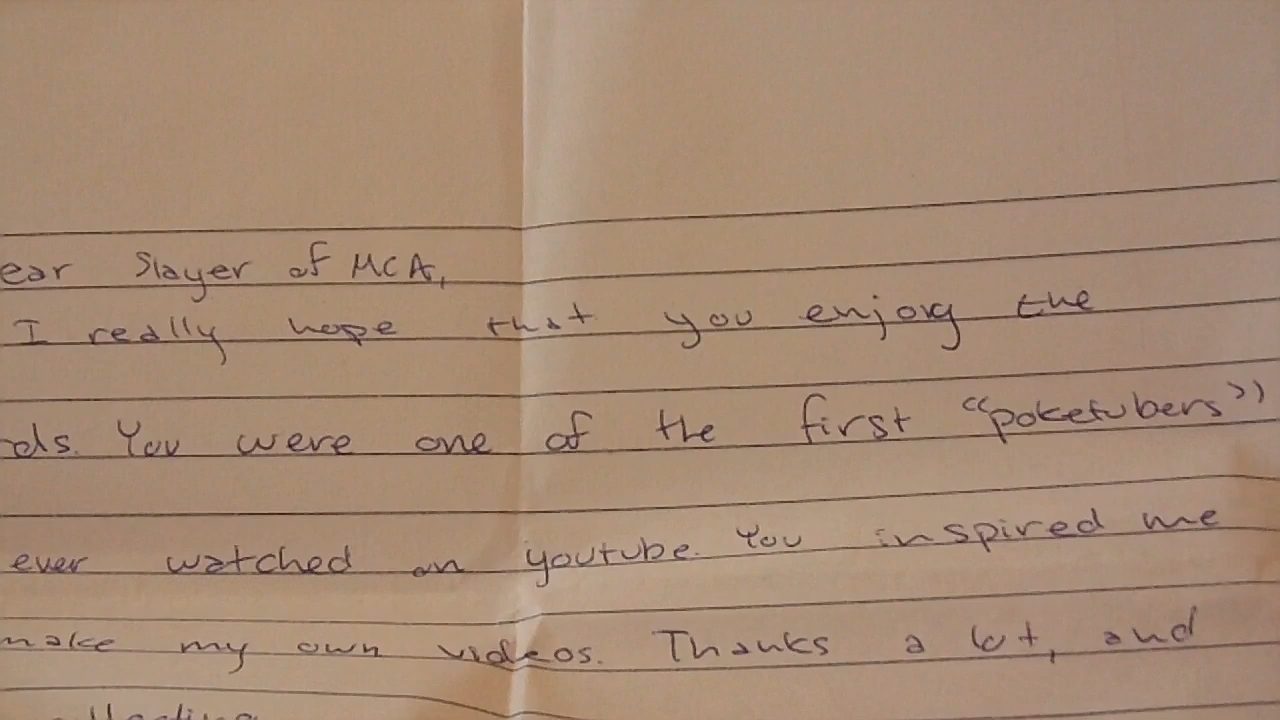 ear Slayer of MCA,
I really hope that you enjoy the
ds. You were one of the first "poketubers"
ever watched on youtube. You inspired me
make my own videos. Thanks a lot, and